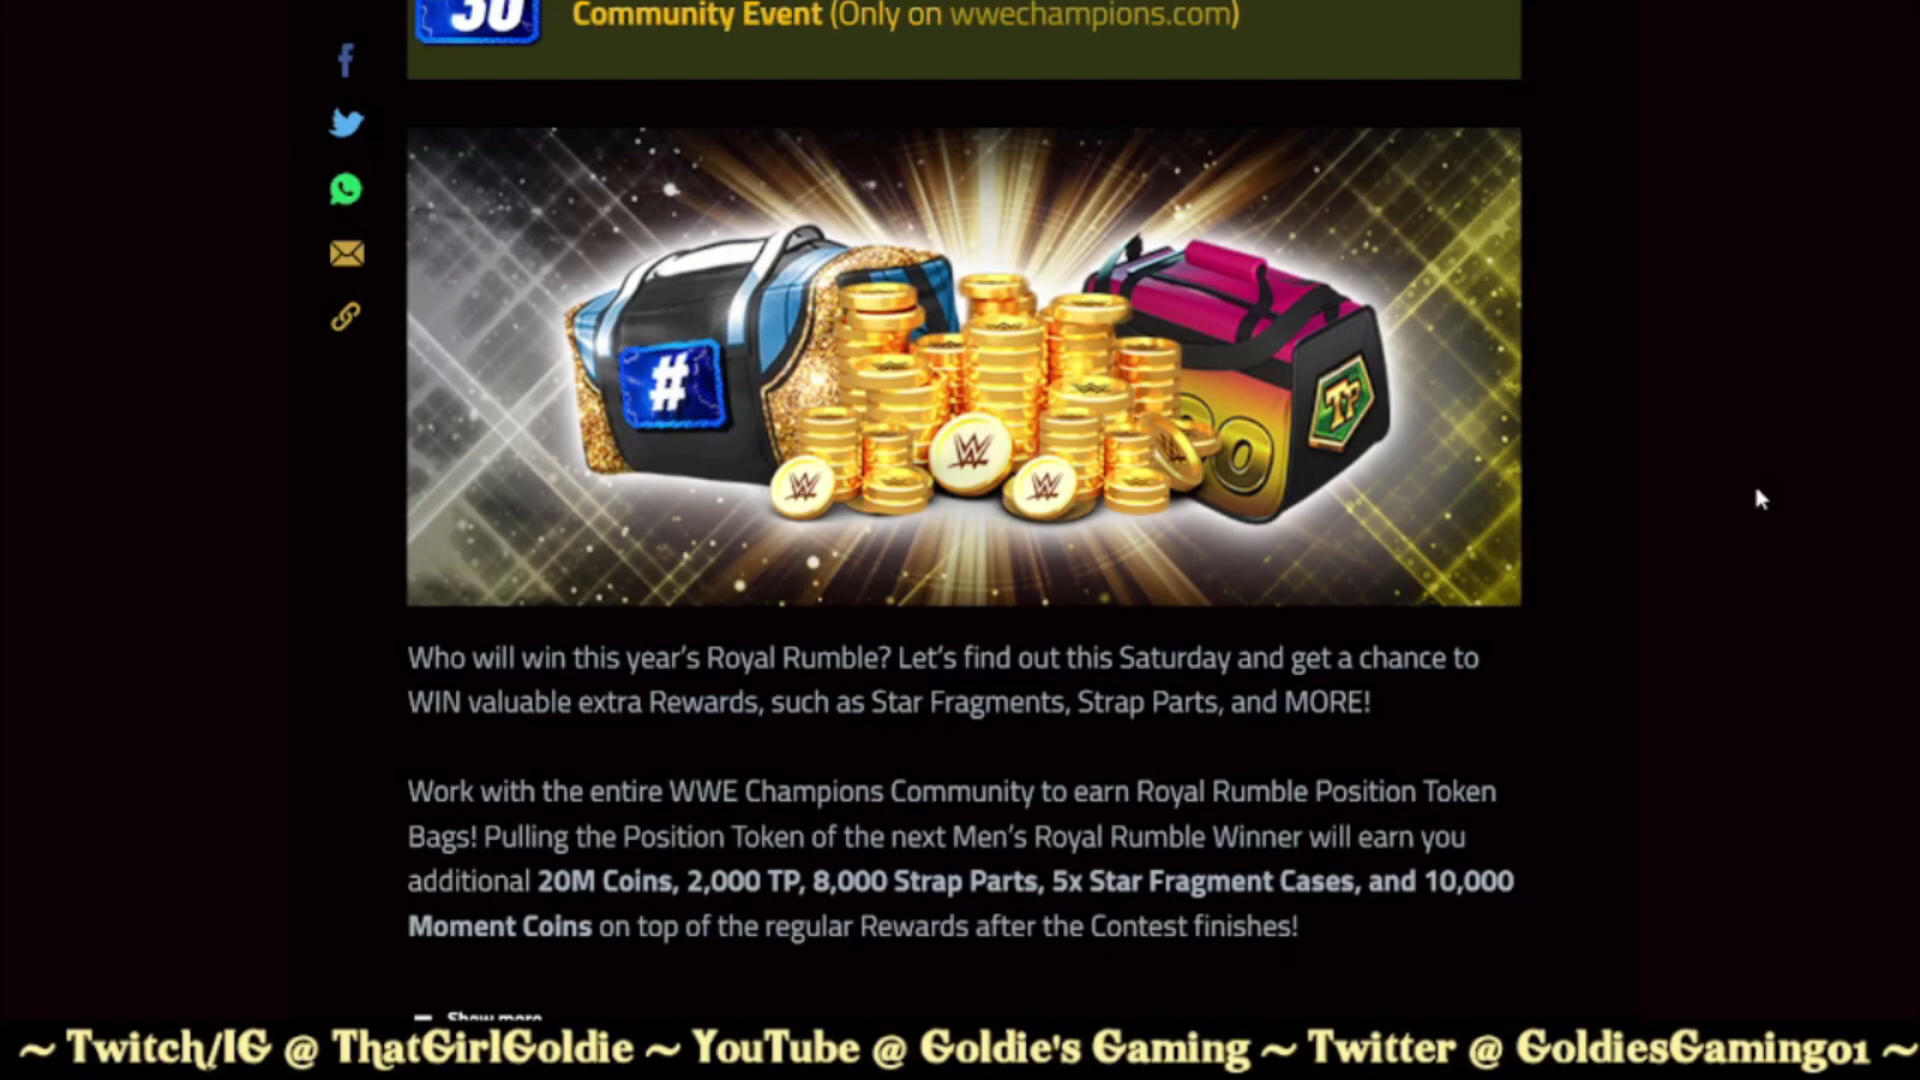 30
Community Event (Only on wwechampions.com)
#
TP
Who will win this year's Royal Rumble? Let's find out this Saturday and get a chance to
WIN valuable extra Rewards, such as Star Fragments, Strap Parts, and MORE!
Work with the entire WWE Champions Community to earn Royal Rumble Position Token
Bags! Pulling the Position Token of the next Men's Royal Rumble Winner will earn you
additional 20M Coins, 2,000 TP, 8,000 Strap Parts, 5x Star Fragment Cases, and 10,000
Moment Coins on top of the regular Rewards after the Contest finishes!
Show more
~ Twitch/IG @ ThatGirlGoldie ~ YouTube @ Goldie's Gaming ~ Twitter @ GoldiesGaming01 ~